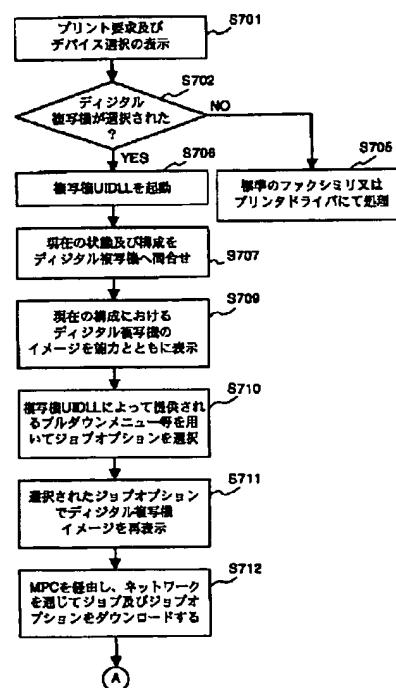 S701
プリント要求及び
デバイス選択の表示
S702
ディジタル
複写機が選択された
?
NO
YES
S706
S705
複写機UIDLLを起動
標準のファクシミリ又は
プリンタドライバにて処理
現在の状態及び構成を
ディジタル複写機へ問合せ
S707
S709
現在の構成における
ディジタル複写機の
イメージを能力とともに表示
S710
複写機UIDLLによって提供され
るプルダウンメニュー等を用
いてジョブオプションを選択
S711
選択されたジョブオプション
でディジタル複写機
イメージを再表示
S712
MPCを経由し、ネットワーク
を通じてジョブ及びジョブオ
プションをダウンロードする
A